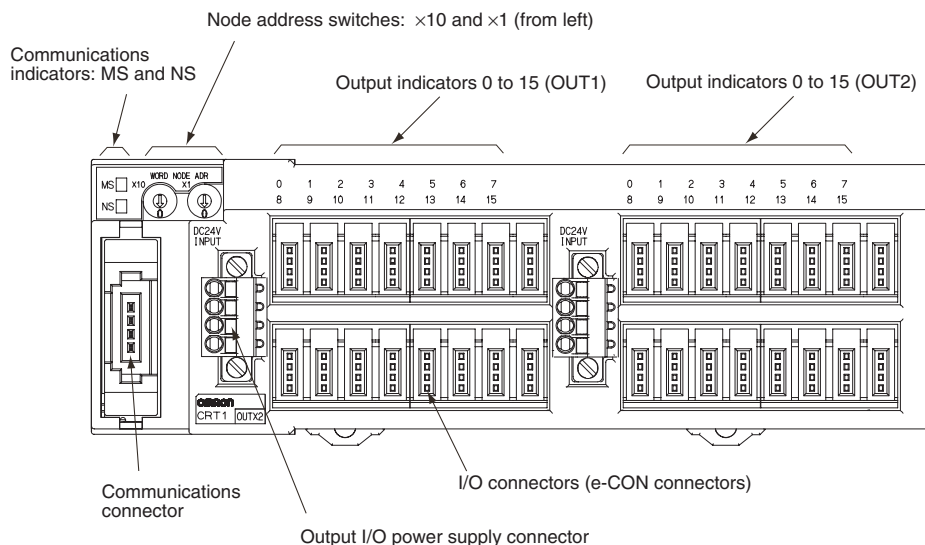 Node address switches: ×10 and ×1 (from left)
Communications
indicators: MS and NS
Output indicators 0 to 15 (OUT1)
Output indicators 0 to 15 (OUT2)
MS
NS
WORD NODE ADR
X10
X1
0
0
0 1 2 3 4 5 6 7
8 9 10 11 12 13 14 15
0 1 2 3 4 5 6 7
8 9 10 11 12 13 14 15
DC24V
INPUT
DC24V
INPUT
OMRON
CRT1 OUTX2
I/O connectors (e-CON connectors)
Communications
connector
Output I/O power supply connector